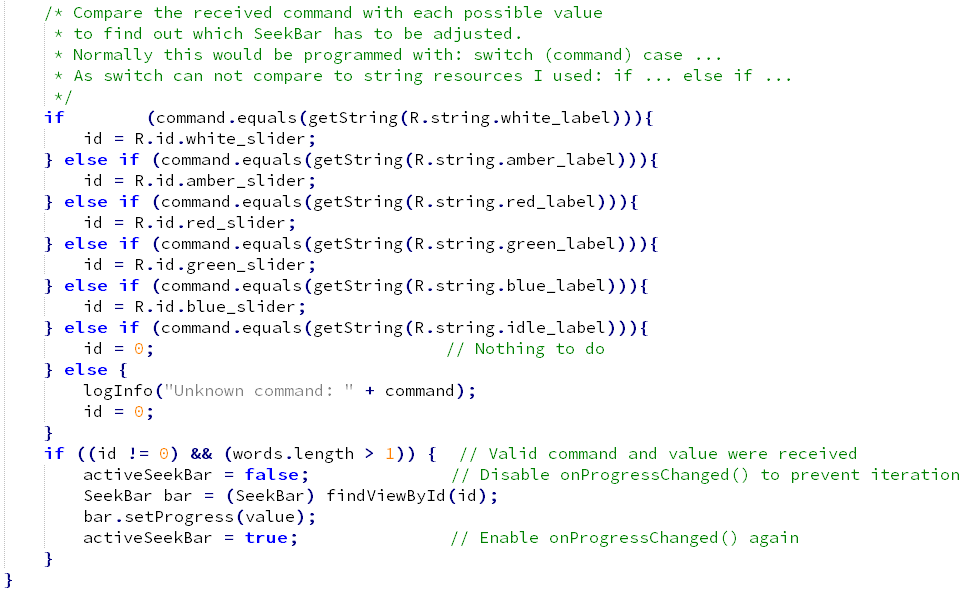 /* Compare the received command with each possible value
 * to find out which SeekBar has to be adjusted.
 * Normally this would be programmed with: switch (command) case ...
 * As switch can not compare to string resources I used: if ... else if ...
 */
if        (command.equals(getString(R.string.white_label))){
    id = R.id.white_slider;
} else if (command.equals(getString(R.string.amber_label))){
    id = R.id.amber_slider;
} else if (command.equals(getString(R.string.red_label))){
    id = R.id.red_slider;
} else if (command.equals(getString(R.string.green_label))){
    id = R.id.green_slider;
} else if (command.equals(getString(R.string.blue_label))){
    id = R.id.blue_slider;
} else if (command.equals(getString(R.string.idle_label))){
    id = 0;                             // Nothing to do
} else {
    logInfo("Unknown command: " + command);
    id = 0;
}
if ((id != 0) && (words.length > 1)) {  // Valid command and value were received
    activeSeekBar = false;              // Disable onProgressChanged() to prevent iteration
    SeekBar bar = (SeekBar) findViewById(id);
    bar.setProgress(value);
    activeSeekBar = true;               // Enable onProgressChanged() again
}
}